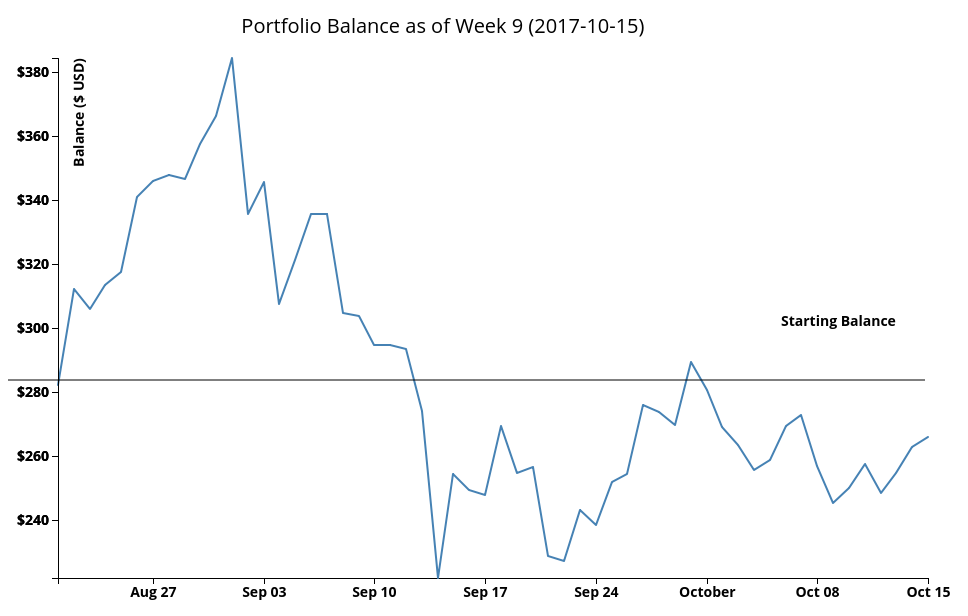 Portfolio Balance as of Week 9 (2017-10-15)
Balance ($ USD)
$380
$360
$340
$320
$300
$280
$260
$240
Starting Balance
Aug 27
Sep 03
Sep 10
Sep 17
Sep 24
October
Oct 08
Oct 15